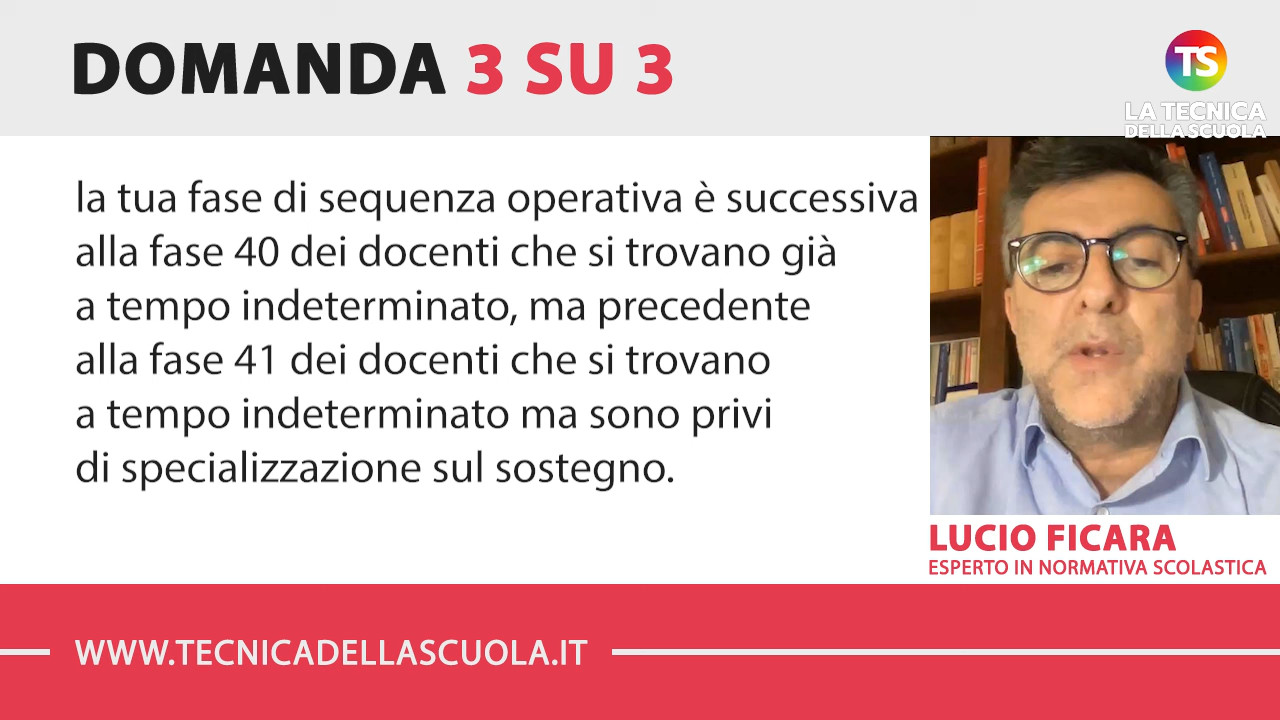 DOMANDA 3 SU 3
TS
LA TECNICA
DELLA SCUOLA
la tua fase di sequenza operativa è successiva
alla fase 40 dei docenti che si trovano già
a tempo indeterminato, ma precedente
alla fase 41 dei docenti che si trovano
a tempo indeterminato ma sono privi
di specializzazione sul sostegno.
LUCIO FICARA
ESPERTO IN NORMATIVA SCOLASTICA
WWW.TECNICADELLASCUOLA.IT